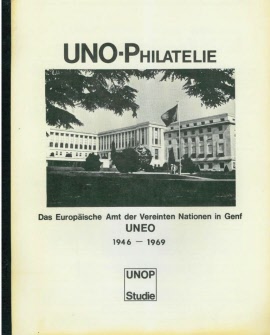 UNO-PHILATELIE
Das Europäische Amt der Vereinten Nationen in Genf
UNEO
1946 — 1969
UNOP
Studie